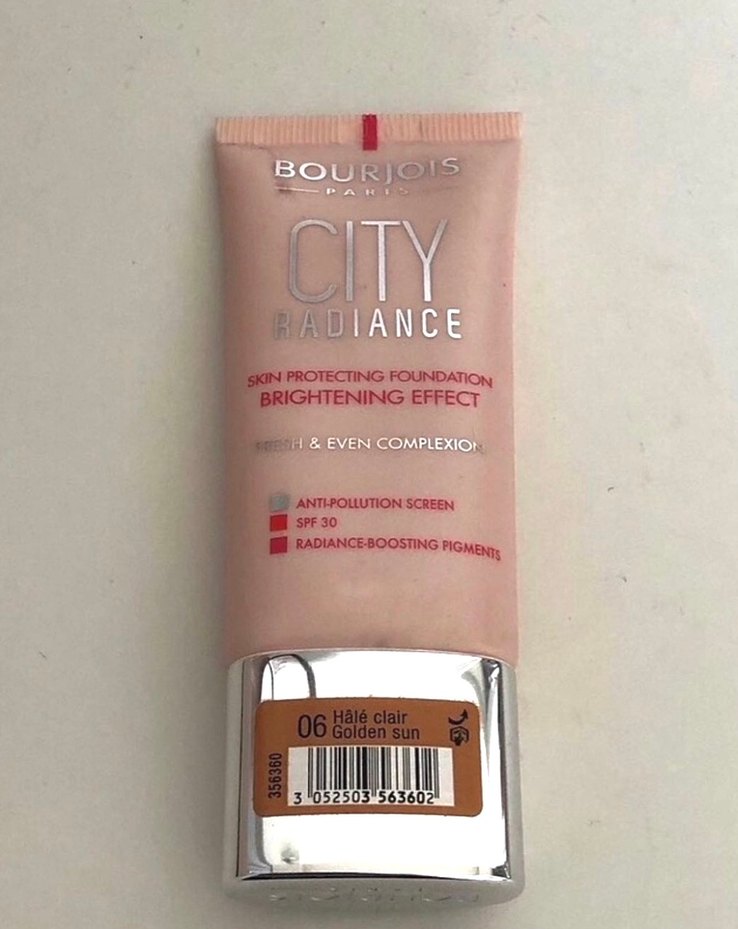 BOURJOIS
PARIS
CITY
RADIANCE
SKIN PROTECTING FOUNDATION
BRIGHTENING EFFECT
FRESH & EVEN COMPLEXION
ANTI-POLLUTION SCREEN
SPF 30
RADIANCE-BOOSTING PIGMENTS
06 Hâlé clair
Golden sun
356360
3 052503 563602